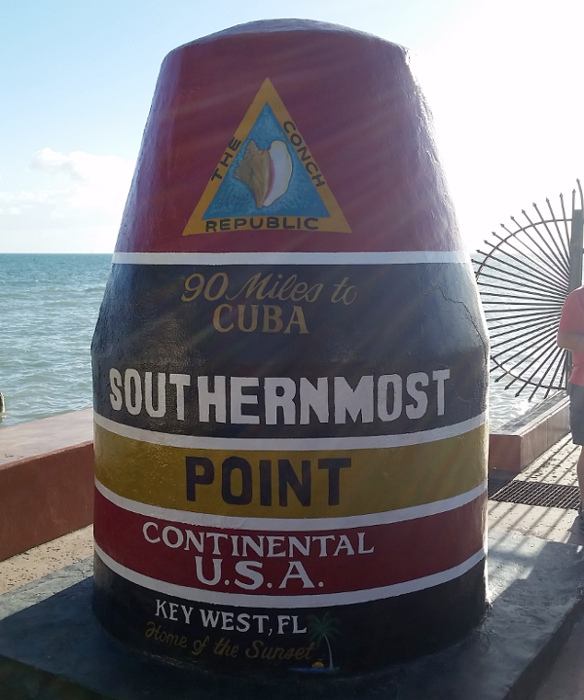 THE CONCH
REPUBLIC
90 Miles to
CUBA
SOUTHERNMOST
POINT
CONTINENTAL
U.S.A.
KEY WEST, FL
Home of the Sunset